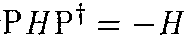 PHP† = −H